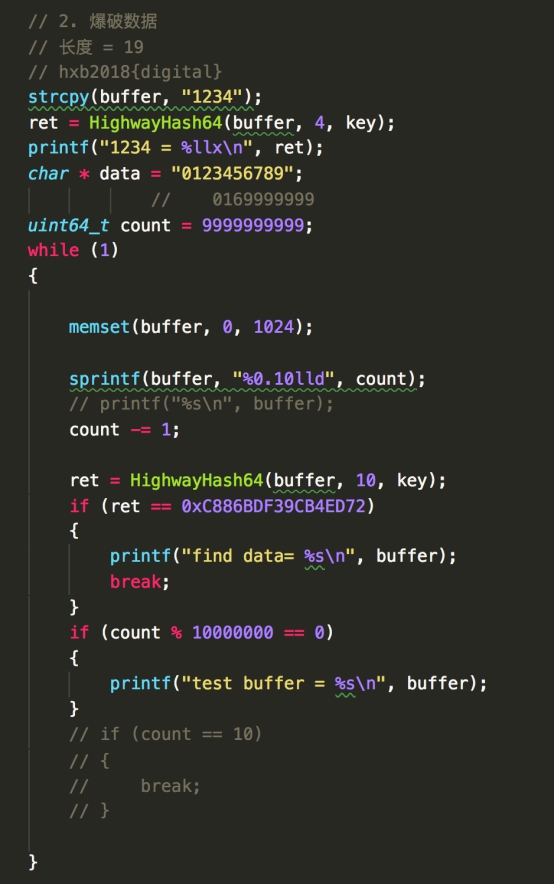 // 2. 爆破数据
// 长度 = 19
// hxb2018{digital}
strcpy(buffer, "1234");
ret = HighwayHash64(buffer, 4, key);
printf("1234 = %llx\n", ret);
char * data = "0123456789";
//    0169999999
uint64_t count = 9999999999;
while (1)
{
memset(buffer, 0, 1024);
sprintf(buffer, "%0.10lld", count);
// printf("%s\n", buffer);
count -= 1;
ret = HighwayHash64(buffer, 10, key);
if (ret == 0xC886BDF39CB4ED72)
{
printf("find data= %s\n", buffer);
break;
}
if (count % 10000000 == 0)
{
printf("test buffer = %s\n", buffer);
}
// if (count == 10)
// {
//     break;
// }
}